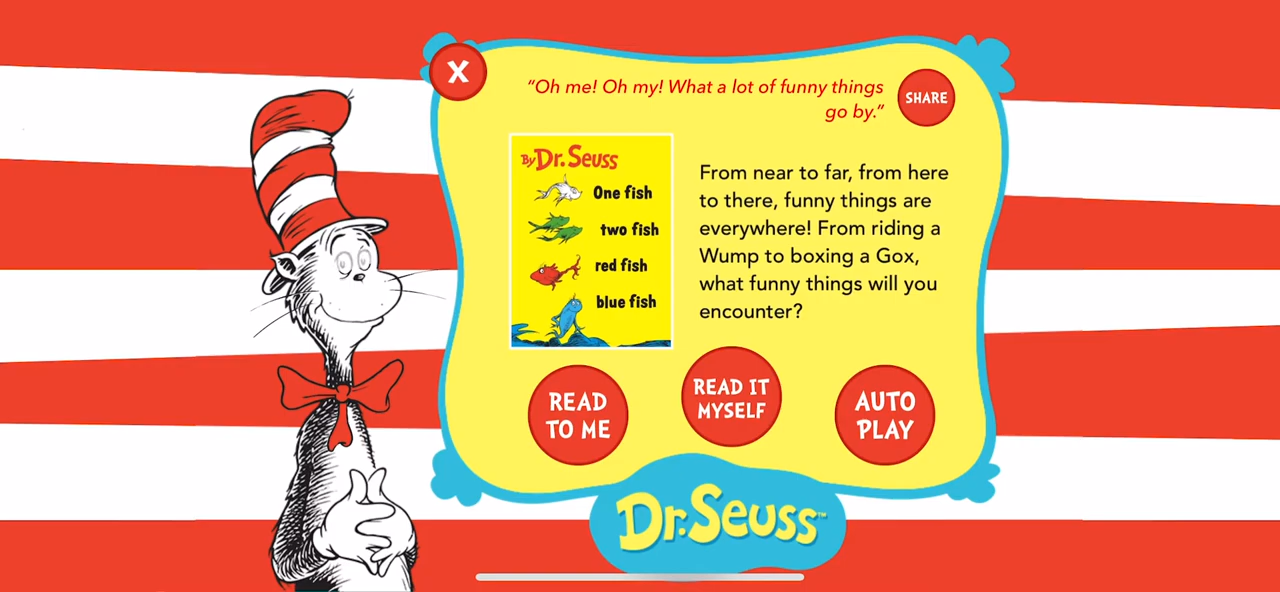 X
“Oh me! Oh my! What a lot of funny things
go by.”
SHARE
By Dr. Seuss
One fish
two fish
red fish
blue fish
From near to far, from here
to there, funny things are
everywhere! From riding a
Wump to boxing a Gox,
what funny things will you
encounter?
READ
TO ME
READ IT
MYSELF
AUTO
PLAY
Dr. Seuss™